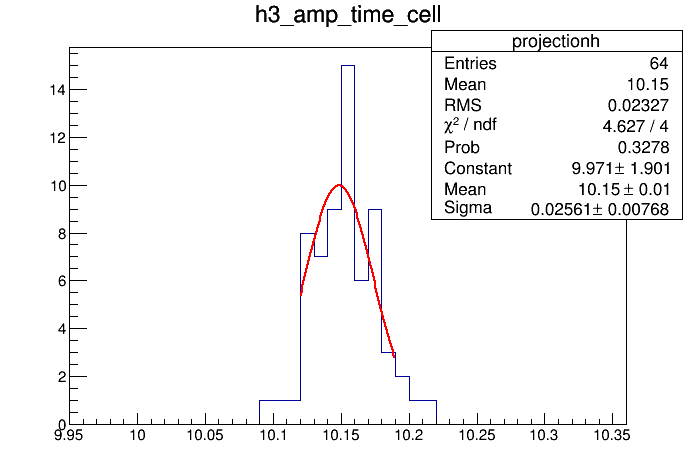 h3_amp_time_cell
projectionh
Entries 64
Mean 10.15
RMS 0.02327
χ² / ndf 4.627 / 4
Prob 0.3278
Constant 9.971± 1.901
Mean 10.15± 0.01
Sigma 0.02561± 0.00768
14
12
10
8
6
4
2
0
9.95 10 10.05 10.1 10.15 10.2 10.25 10.3 10.35